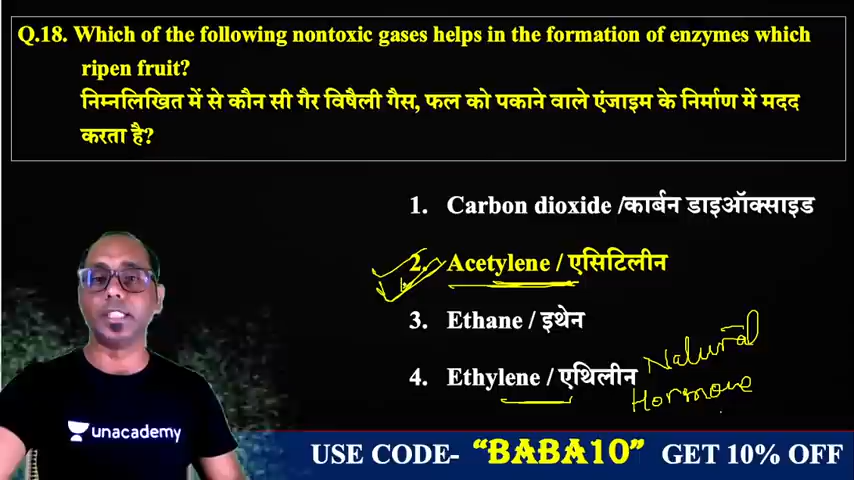 Q.18. Which of the following nontoxic gases helps in the formation of enzymes which
ripen fruit?
निम्नलिखित में से कौन सी गैर विषैली गैस, फल को पकाने वाले एंजाइम के निर्माण में मदद
करता है?
1. Carbon dioxide /कार्बन डाइऑक्साइड
2. Acetylene / एसिटिलीन
3. Ethane / इथेन
4. Ethylene / एथिलीन
Natural
Hormone
unacademy
USE CODE- “BABA10” GET 10% OFF